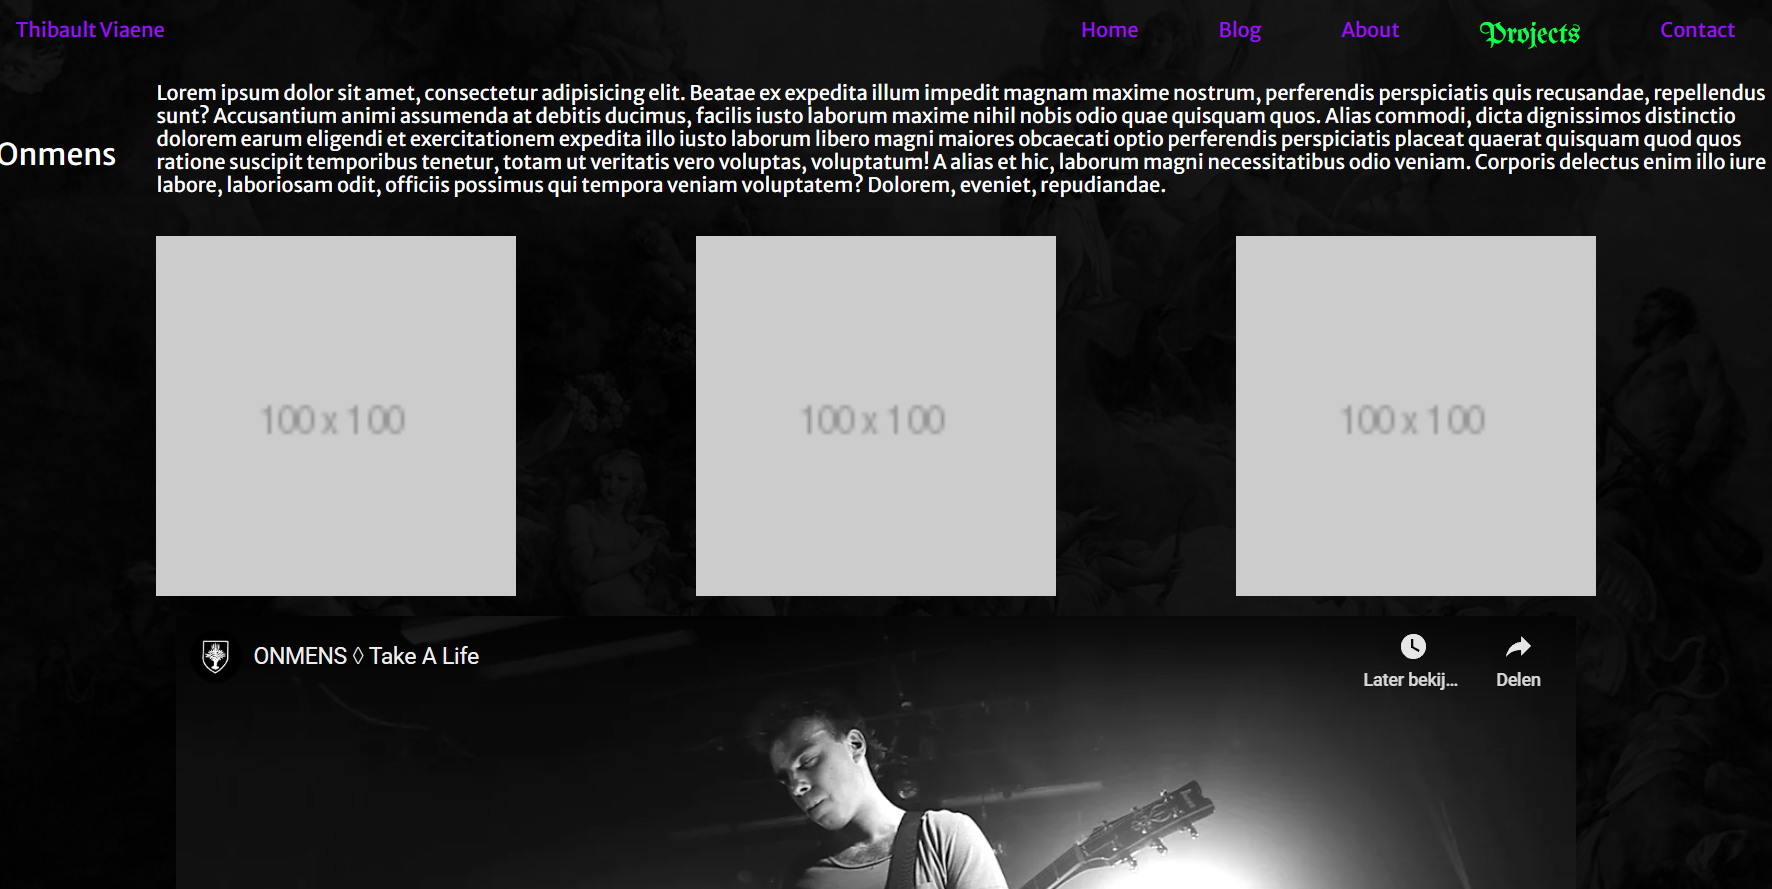 Thibault Viaene Home Blog About Projects Contact
Lorem ipsum dolor sit amet, consectetur adipisicing elit. Beatae ex expedita illum impedit magnam maxime nostrum, perferendis perspiciatis quis recusandae, repellendus
sunt? Accusantium animi assumenda at debitis ducimus, facilis iusto laborum maxime nihil nobis odio quae quisquam quos. Alias commodi, dicta dignissimos distinctio
dolorem earum eligendi et exercitationem expedita illo iusto laborum libero magni maiores obcaecati optio perferendis perspiciatis placeat quaerat quisquam quod quos
Onmens
ratione suscipit temporibus tenetur, totam ut veritatis vero voluptas, voluptatum! A alias et hic, laborum magni necessitatibus odio veniam. Corporis delectus enim illo iure
labore, laboriosam odit, officiis possimus qui tempora veniam voluptatem? Dolorem, eveniet, repudiandae.
100 x 100 100 x 100 100 x 100
ONMENS ◊ Take A Life
Later bekij... Delen